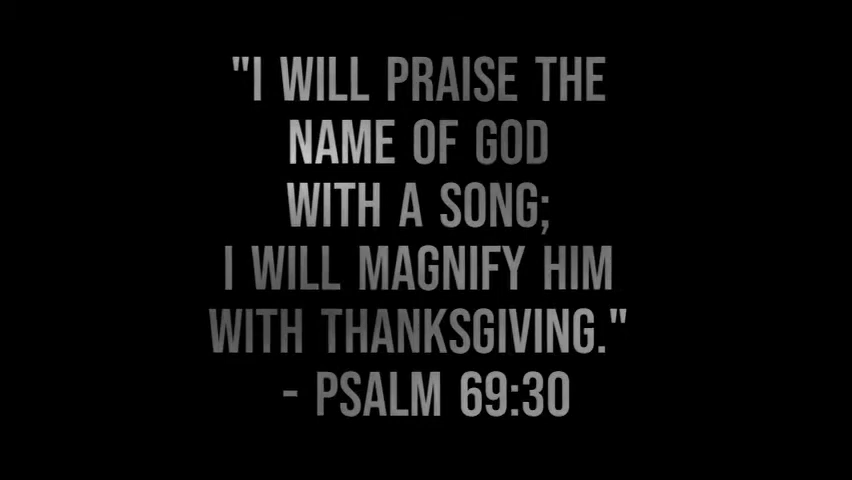 "I WILL PRAISE THE
NAME OF GOD
WITH A SONG;
I WILL MAGNIFY HIM
WITH THANKSGIVING."
- PSALM 69:30